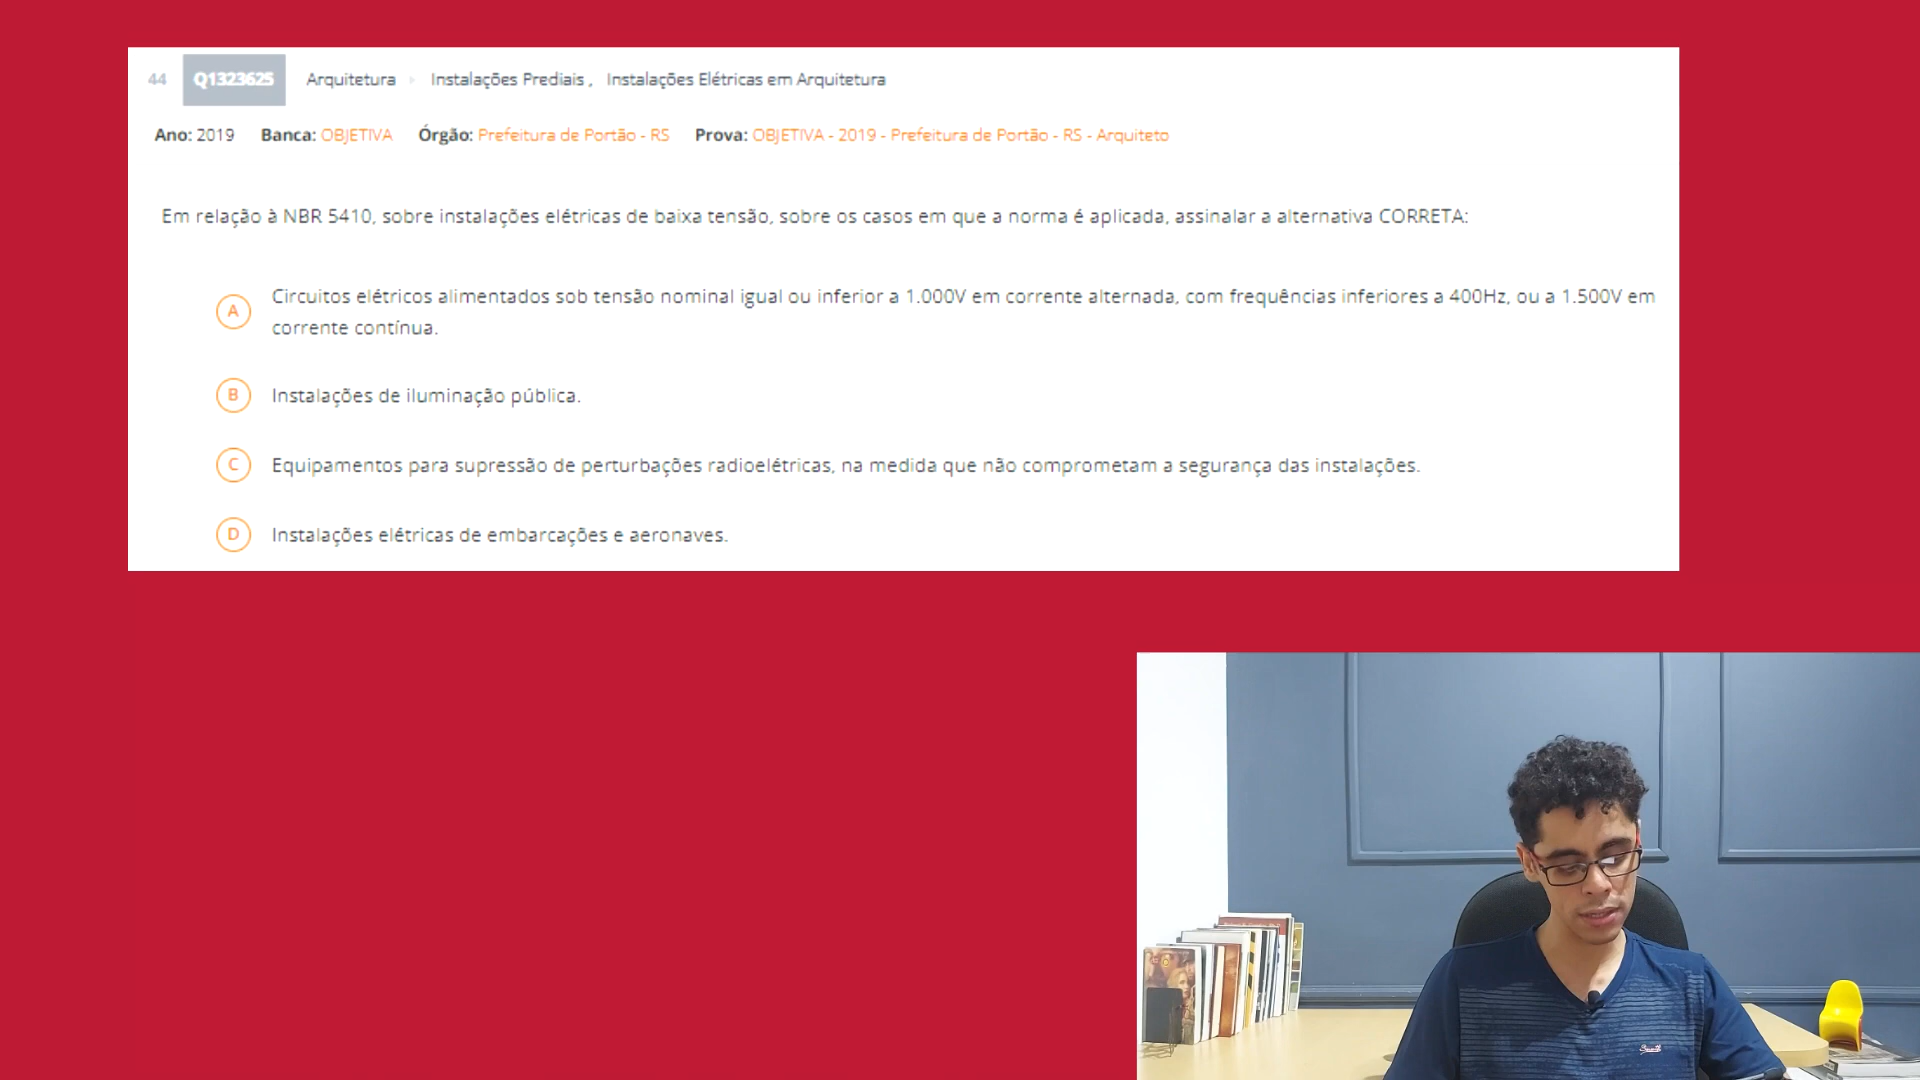 44 Q1323625 Arquitetura Instalações Prediais , Instalações Elétricas em Arquitetura
Ano: 2019 Banca: OBJETIVA Órgão: Prefeitura de Portão - RS Prova: OBJETIVA - 2019 - Prefeitura de Portão - RS - Arquiteto
Em relação à NBR 5410, sobre instalações elétricas de baixa tensão, sobre os casos em que a norma é aplicada, assinalar a alternativa CORRETA:
A Circuitos elétricos alimentados sob tensão nominal igual ou inferior a 1.000V em corrente alternada, com frequências inferiores a 400Hz, ou a 1.500V em
corrente contínua.
B Instalações de iluminação pública.
C Equipamentos para supressão de perturbações radioelétricas, na medida que não comprometam a segurança das instalações.
D Instalações elétricas de embarcações e aeronaves.